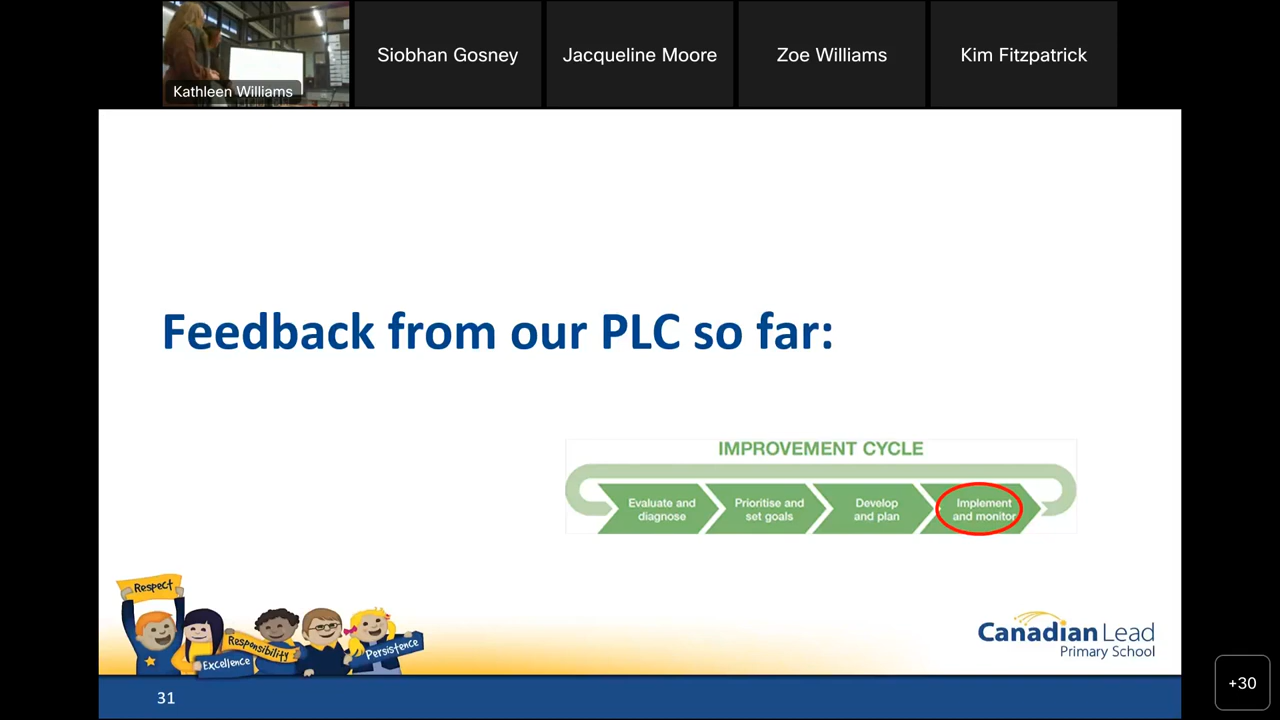 Kathleen Williams
Siobhan Gosney
Jacqueline Moore
Zoe Williams
Kim Fitzpatrick
Feedback from our PLC so far:
IMPROVEMENT CYCLE
Evaluate and
diagnose
Prioritise and
set goals
Develop
and plan
Implement
and monitor
Respect
Responsibility
Excellence
Persistence
Canadian Lead
Primary School
31
+30